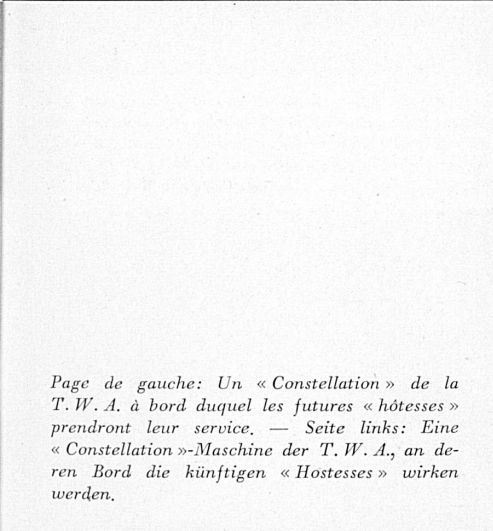 Page de gauche: Un « Constellation » de la
T. W. A. à bord duquel les futures « hôtesses »
prendront leur service. — Seite links: Eine
« Constellation »-Maschine der T. W. A., an de-
ren Bord die künftigen « Hostesses » wirken
werden.